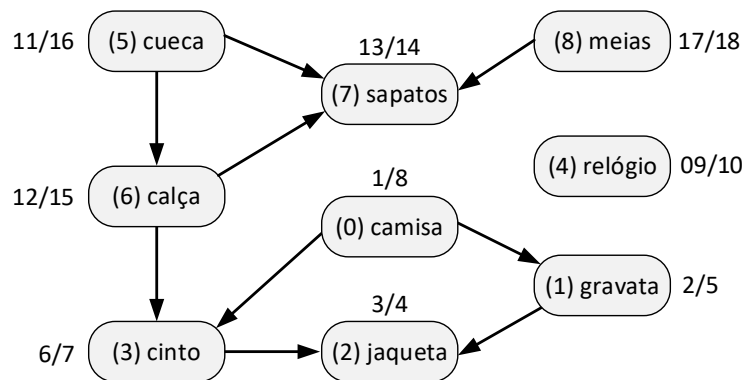 11/16
(5) cueca
13/14
(8) meias
17/18
(7) sapatos
(4) relógio
09/10
12/15
(6) calça
1/8
(0) camisa
(1) gravata
2/5
3/4
6/7
(3) cinto
(2) jaqueta